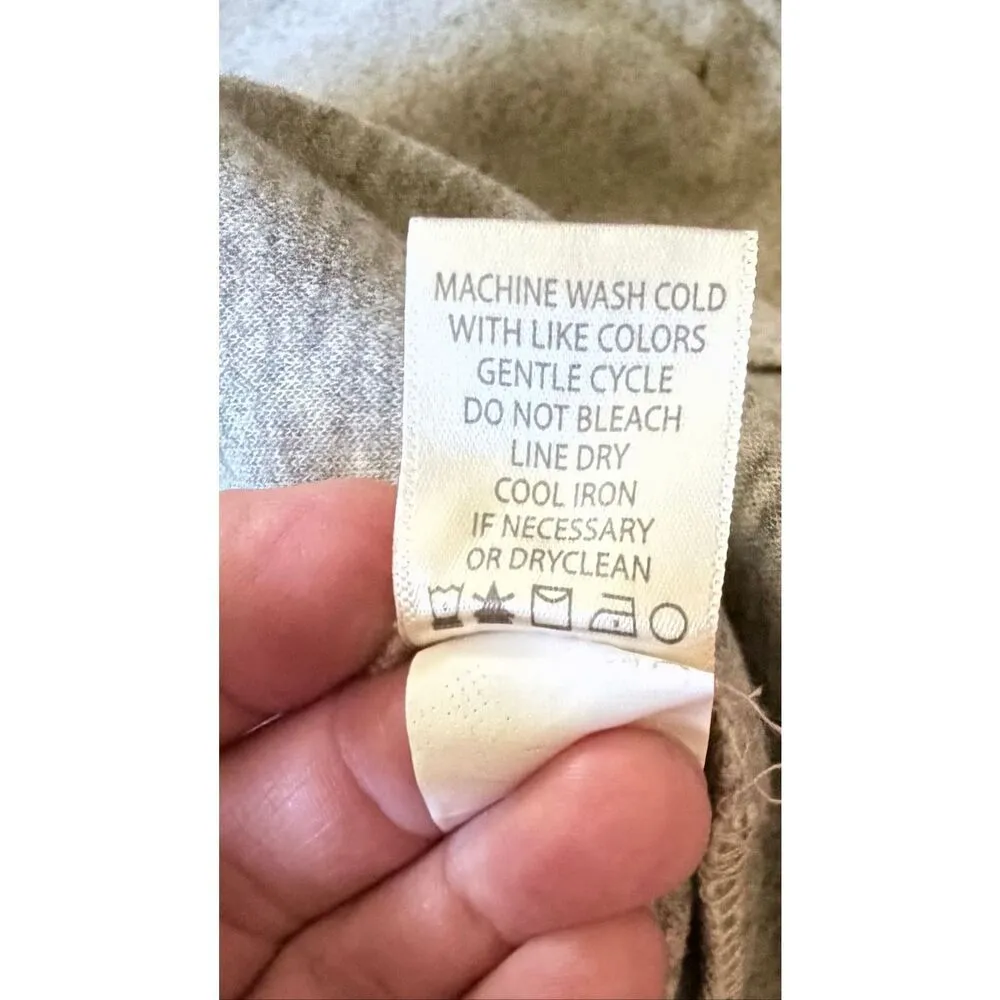 MACHINE WASH COLD
WITH LIKE COLORS
GENTLE CYCLE
DO NOT BLEACH
LINE DRY
COOL IRON
IF NECESSARY
OR DRYCLEAN